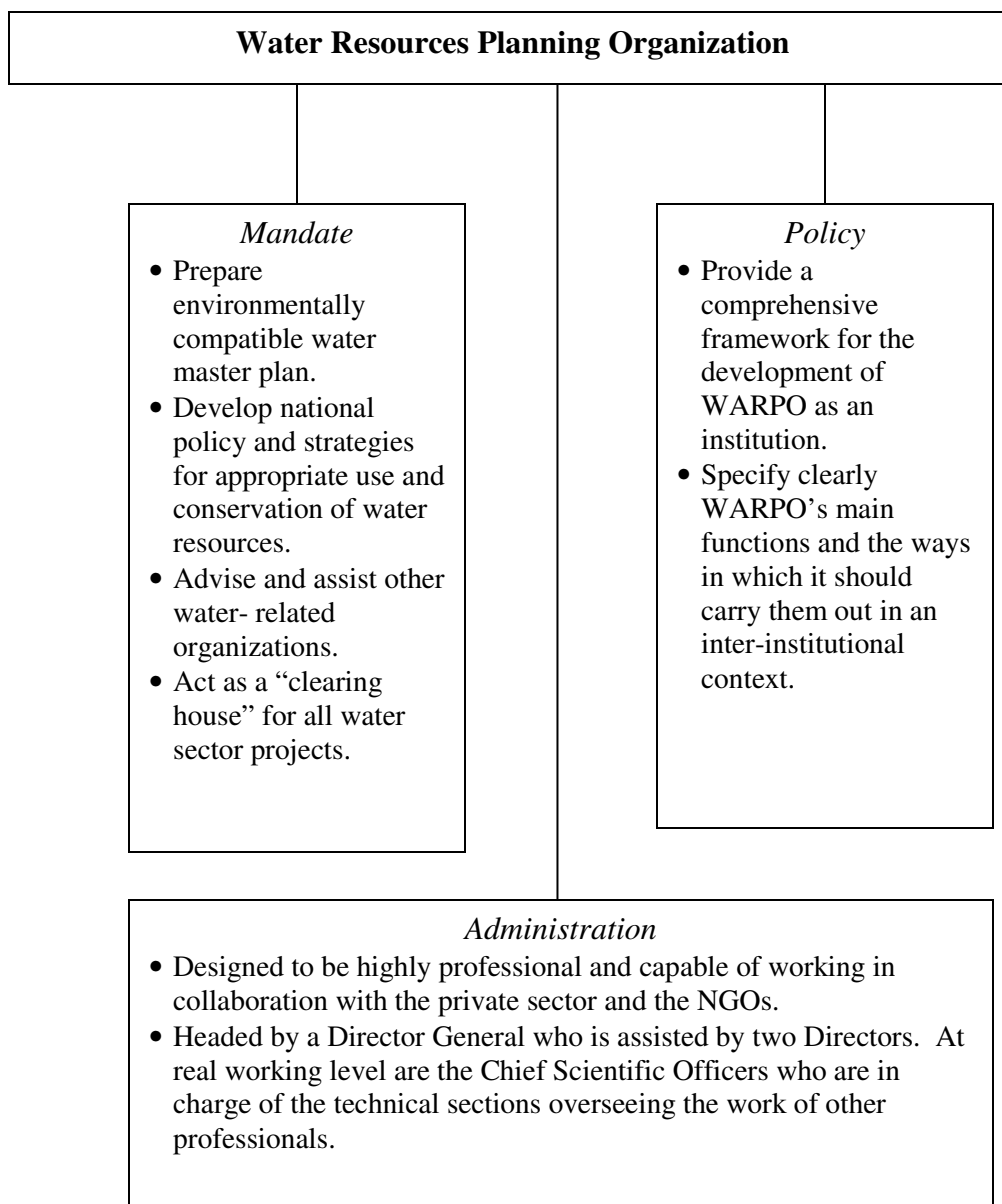 Water Resources Planning Organization
Mandate
• Prepare
environmentally
compatible water
master plan.
• Develop national
policy and strategies
for appropriate use and
conservation of water
resources.
• Advise and assist other
water- related
organizations.
• Act as a “clearing
house” for all water
sector projects.
Policy
• Provide a
comprehensive
framework for the
development of
WARPO as an
institution.
• Specify clearly
WARPO’s main
functions and the ways
in which it should
carry them out in an
inter-institutional
context.
Administration
• Designed to be highly professional and capable of working in
collaboration with the private sector and the NGOs.
• Headed by a Director General who is assisted by two Directors.  At
real working level are the Chief Scientific Officers who are in
charge of the technical sections overseeing the work of other
professionals.